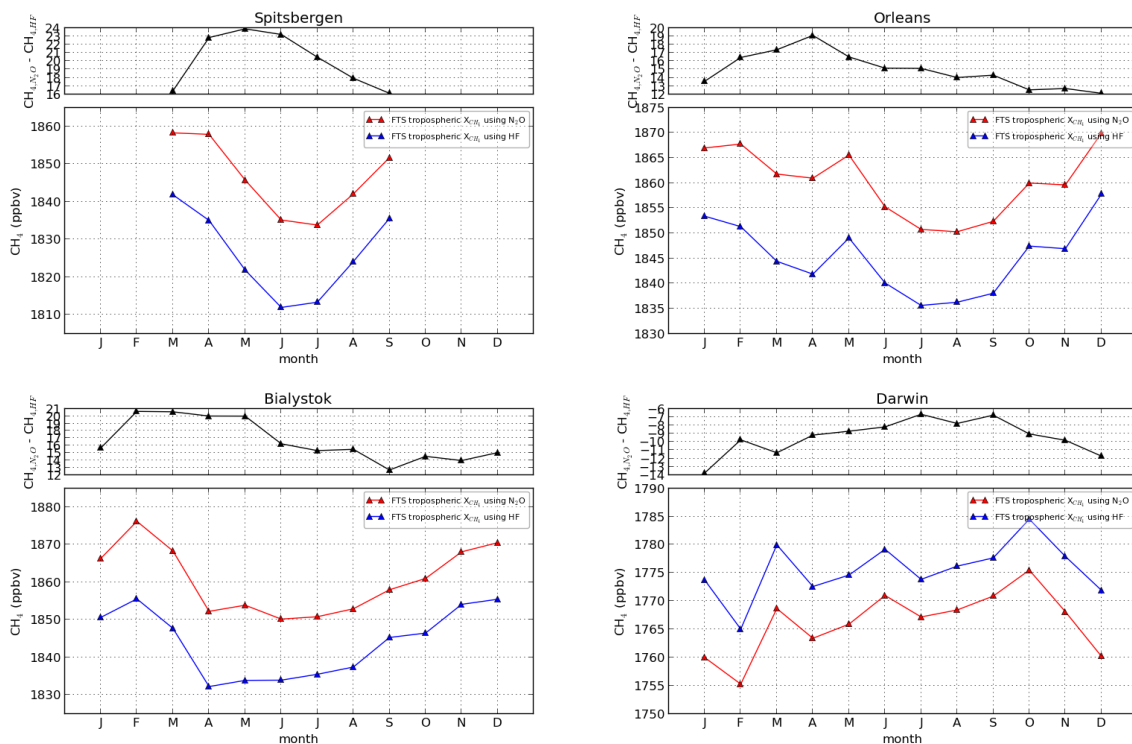 Spitsbergen
CH4,N2O - CH4,HF
24
23
22
21
20
19
18
17
16
CH4 (ppbv)
1860
1850
1840
1830
1820
1810
FTS tropospheric XCH4 using N2O
FTS tropospheric XCH4 using HF
J F M A M J J A S O N D
month
Orleans
CH4,N2O - CH4,HF
20
19
18
17
16
15
14
13
12
CH4 (ppbv)
1875
1870
1865
1860
1855
1850
1845
1840
1835
1830
FTS tropospheric XCH4 using N2O
FTS tropospheric XCH4 using HF
J F M A M J J A S O N D
month
Bialystok
CH4,N2O - CH4,HF
21
20
19
18
17
16
15
14
13
12
CH4 (ppbv)
1880
1870
1860
1850
1840
1830
FTS tropospheric XCH4 using N2O
FTS tropospheric XCH4 using HF
J F M A M J J A S O N D
month
Darwin
CH4,N2O - CH4,HF
−6
−7
−8
−9
−10
−11
−12
−13
−14
CH4 (ppbv)
1790
1785
1780
1775
1770
1765
1760
1755
1750
FTS tropospheric XCH4 using N2O
FTS tropospheric XCH4 using HF
J F M A M J J A S O N D
month